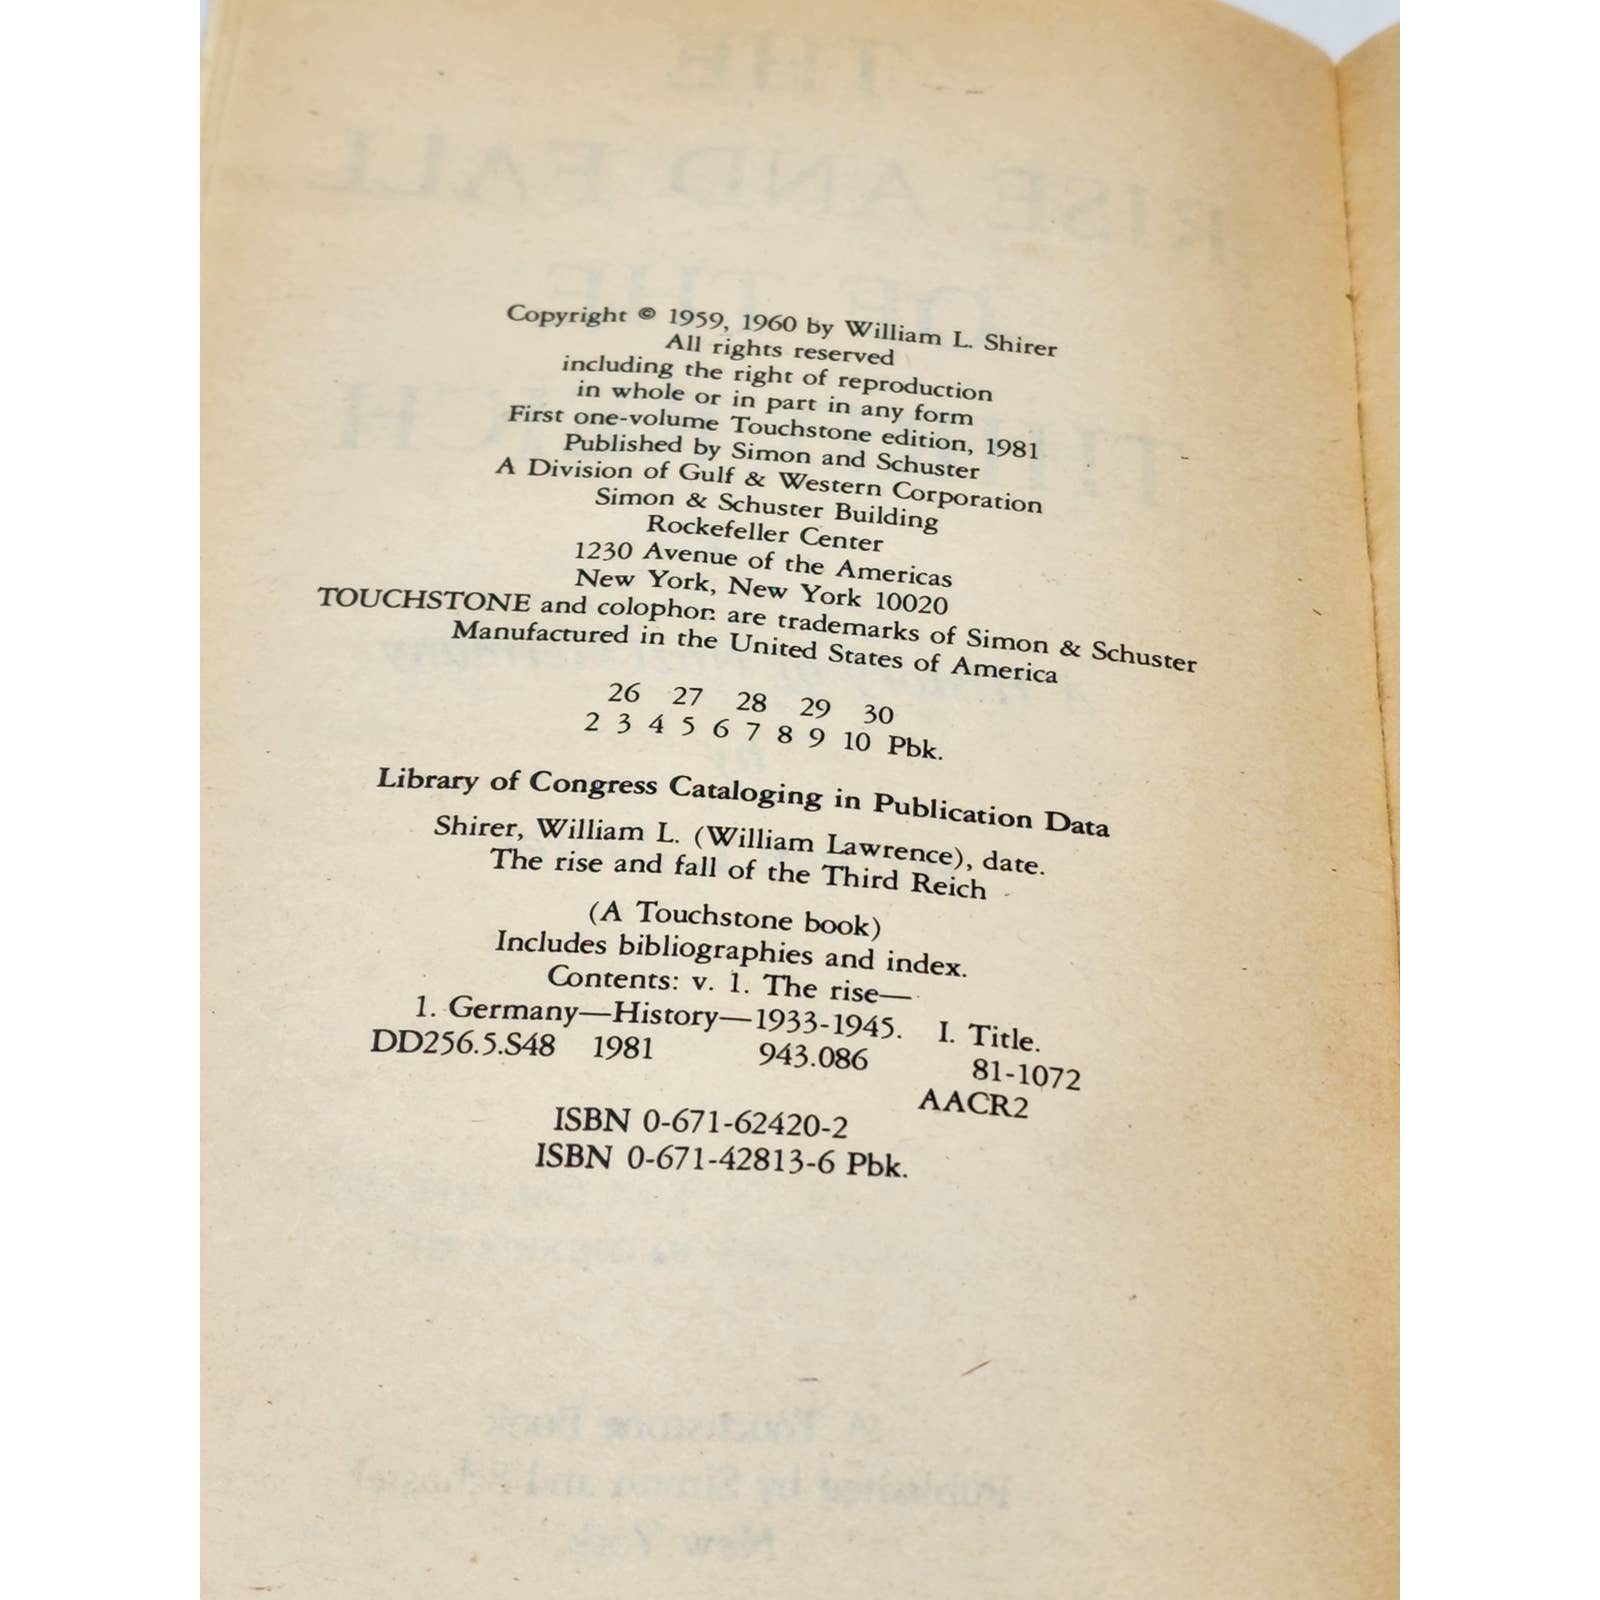 Copyright © 1959, 1960 by William L. Shirer
All rights reserved
including the right of reproduction
in whole or in part in any form
First one-volume Touchstone edition, 1981
Published by Simon and Schuster
A Division of Gulf & Western Corporation
Simon & Schuster Building
Rockefeller Center
1230 Avenue of the Americas
New York, New York 10020
TOUCHSTONE and colophon are trademarks of Simon & Schuster
Manufactured in the United States of America
26 27 28 29 30
2 3 4 5 6 7 8 9 10 Pbk.
Library of Congress Cataloging in Publication Data
Shirer, William L. (William Lawrence), date.
The rise and fall of the Third Reich
(A Touchstone book)
Includes bibliographies and index.
Contents: v. 1. The rise—
1. Germany—History—1933-1945. I. Title.
DD256.5.S48 1981 943.086 81-1072
AACR2
ISBN 0-671-62420-2
ISBN 0-671-42813-6 Pbk.